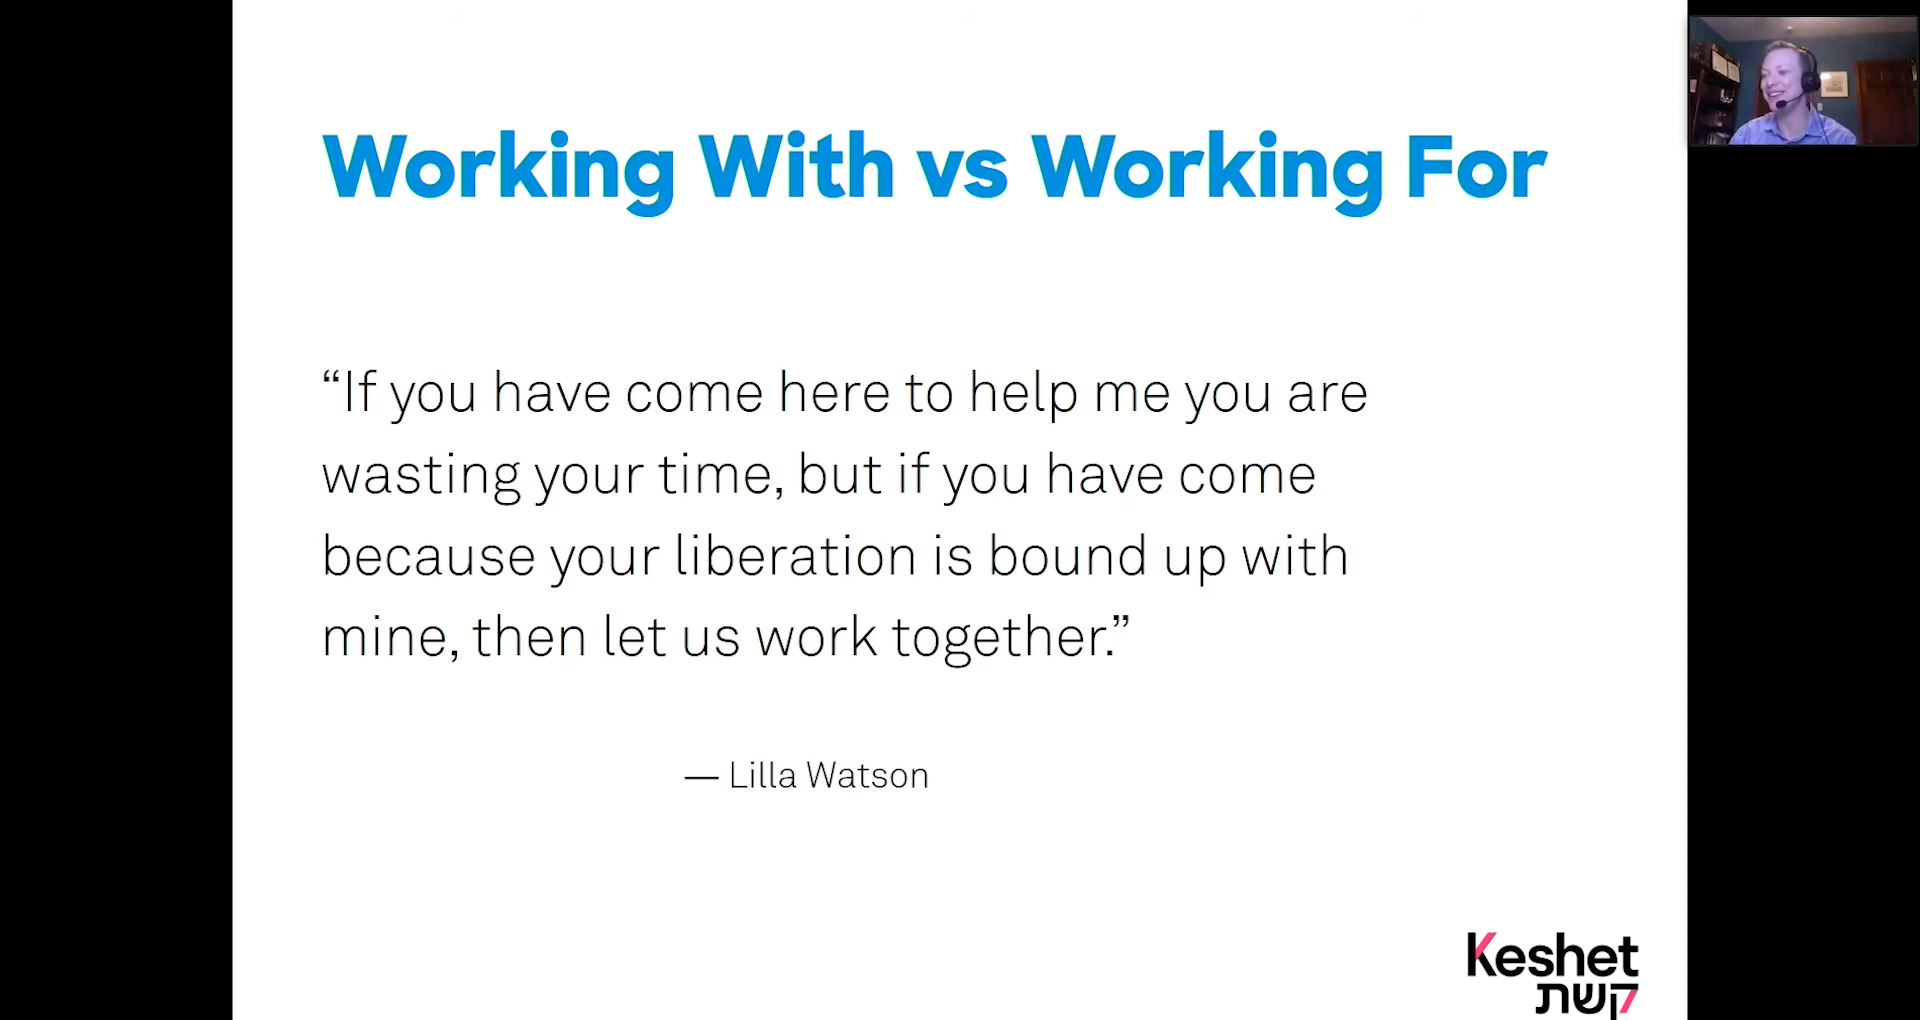 Working With vs Working For
“If you have come here to help me you are
wasting your time, but if you have come
because your liberation is bound up with
mine, then let us work together.”
— Lilla Watson
Keshet
קשת